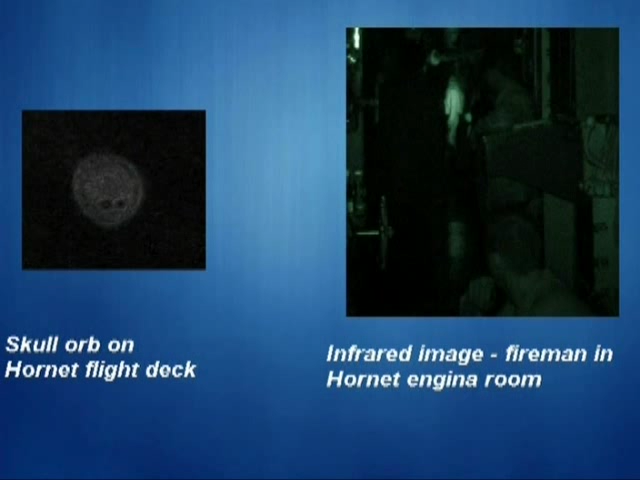 Skull orb on
Hornet flight deck
Infrared image - fireman in
Hornet engina room